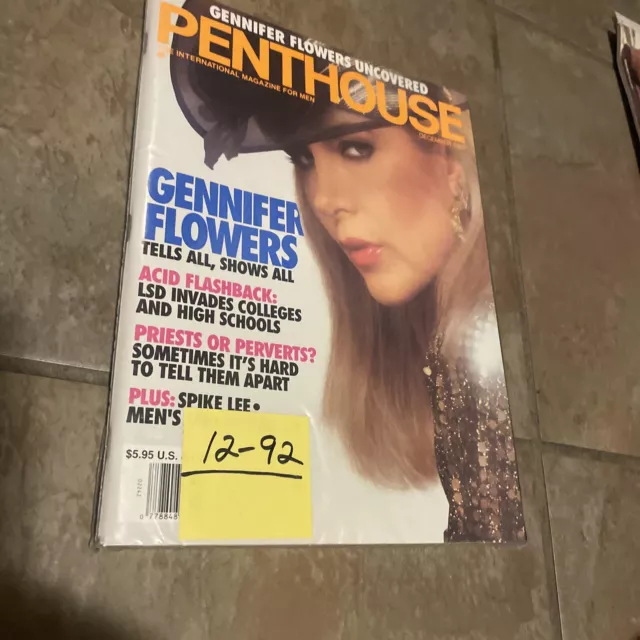 GENNIFER FLOWERS UNCOVERED
PENTHOUSE
INTERNATIONAL MAGAZINE FOR MEN
GENNIFER
FLOWERS
TELLS ALL, SHOWS ALL
ACID FLASHBACK:
LSD INVADES COLLEGES
AND HIGH SCHOOLS
PRIESTS OR PERVERTS?
SOMETIMES IT'S HARD
TO TELL THEM APART
PLUS: SPIKE LEE •
MEN'S
12-92
$5.95 U.S.